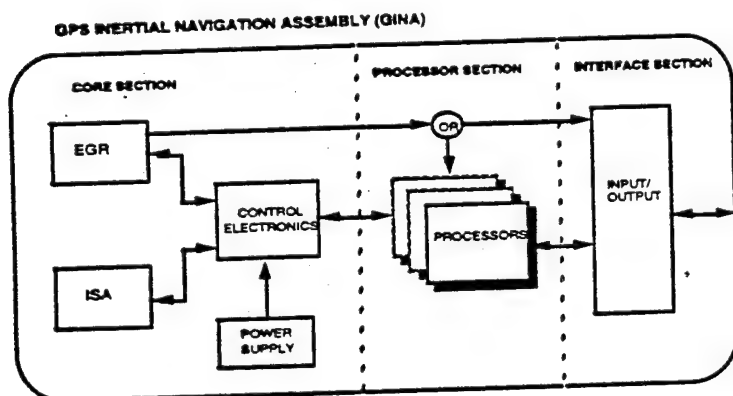 GPS INERTIAL NAVIGATION ASSEMBLY (GINA)
CORE SECTION
PROCESSOR SECTION
INTERFACE SECTION
EGR
OR
CONTROL
ELECTRONICS
PROCESSORS
INPUT/
OUTPUT
ISA
POWER
SUPPLY